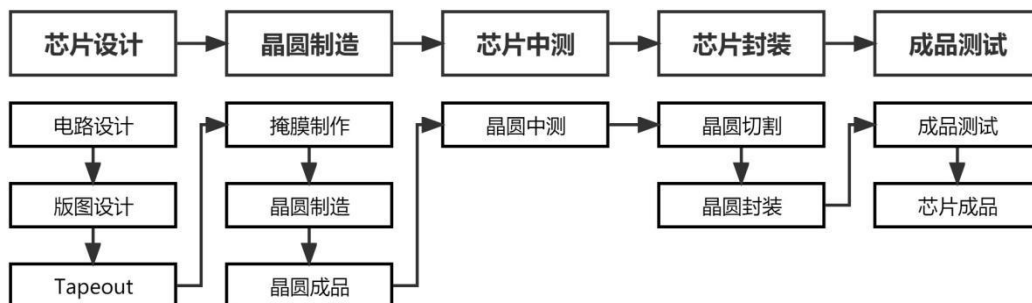 芯片设计
晶圆制造
芯片中测
芯片封装
成品测试
电路设计
掩膜制作
晶圆中测
晶圆切割
成品测试
版图设计
晶圆制造
晶圆封装
芯片成品
Tapeout
晶圆成品